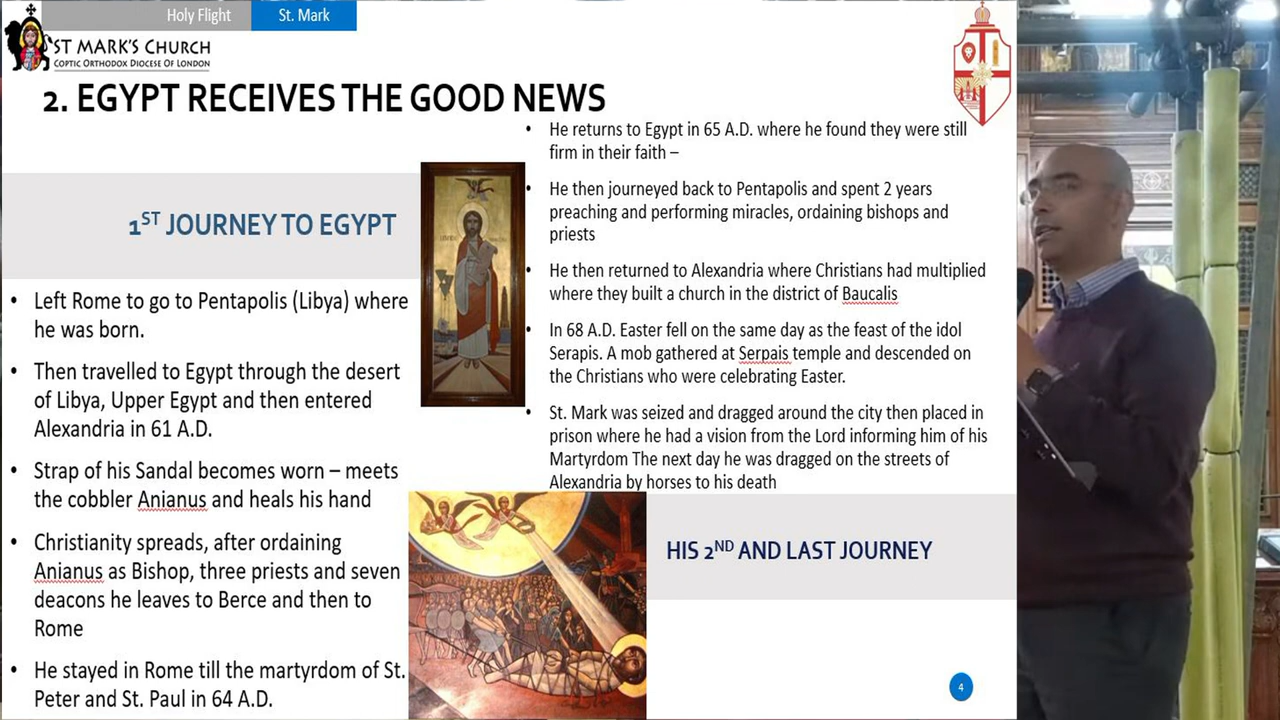 Holy Flight
St. Mark
ST MARK'S CHURCH
COPTIC ORTHODOX DIOCESE OF LONDON
2. EGYPT RECEIVES THE GOOD NEWS
1ST JOURNEY TO EGYPT
• Left Rome to go to Pentapolis (Libya) where
he was born.
• Then travelled to Egypt through the desert
of Libya, Upper Egypt and then entered
Alexandria in 61 A.D.
• Strap of his Sandal becomes worn – meets
the cobbler Anianus and heals his hand
• Christianity spreads, after ordaining
Anianus as Bishop, three priests and seven
deacons he leaves to Berce and then to
Rome
• He stayed in Rome till the martyrdom of St.
Peter and St. Paul in 64 A.D.
• He returns to Egypt in 65 A.D. where he found they were still
firm in their faith –
• He then journeyed back to Pentapolis and spent 2 years
preaching and performing miracles, ordaining bishops and
priests
• He then returned to Alexandria where Christians had multiplied
where they built a church in the district of Baucalis
• In 68 A.D. Easter fell on the same day as the feast of the idol
Serapis. A mob gathered at Serpais temple and descended on
the Christians who were celebrating Easter.
• St. Mark was seized and dragged around the city then placed in
prison where he had a vision from the Lord informing him of his
Martyrdom The next day he was dragged on the streets of
Alexandria by horses to his death
HIS 2ND AND LAST JOURNEY
4